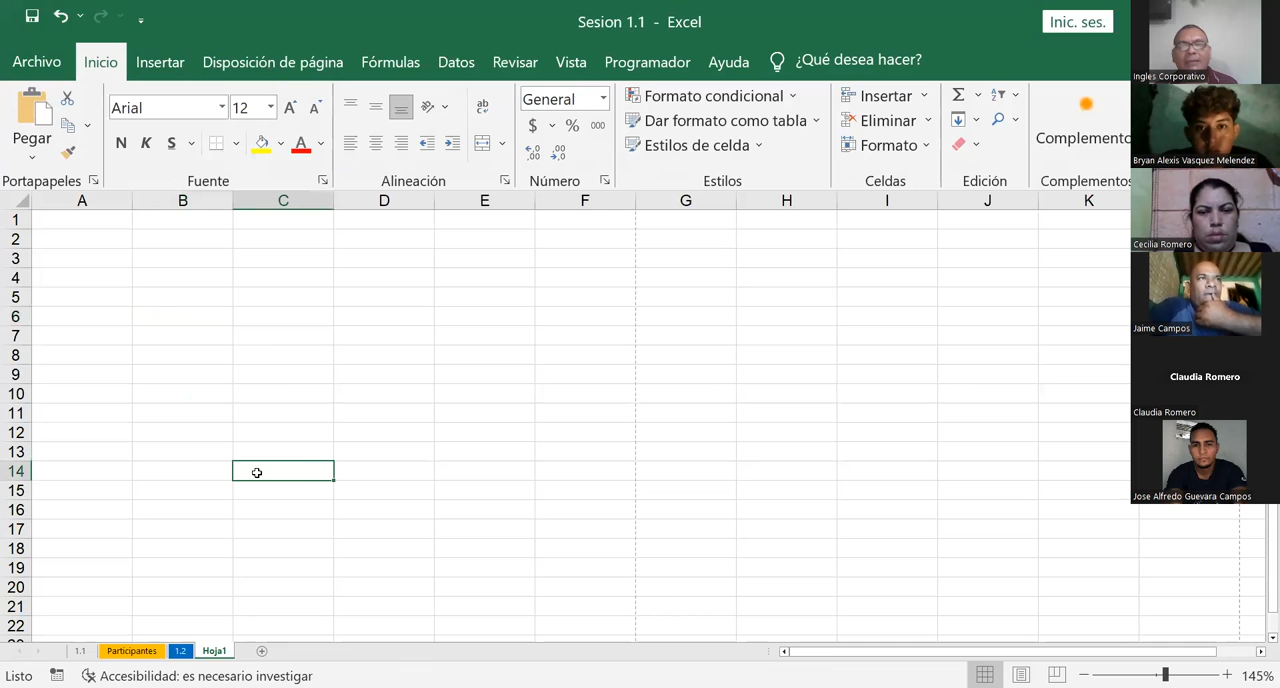 Sesion 1.1 - Excel
Inic. ses.
Archivo
Inicio
Insertar
Disposición de página
Fórmulas
Datos
Revisar
Vista
Programador
Ayuda
¿Qué desea hacer?
Pegar
Portapapeles
Arial
12
N K S
A
Fuente
ab
Alineación
General
$ % 000
Número
Formato condicional
Dar formato como tabla
Estilos de celda
Estilos
Insertar
Eliminar
Formato
Celdas
Edición
Complemento
Complementos
A B C D E F G H I J K
1
2
3
4
5
6
7
8
9
10
11
12
13
14
15
16
17
18
19
20
21
22
Ingles Corporativo
Bryan Alexis Vasquez Melendez
Cecilia Romero
Jaime Campos
Claudia Romero
Claudia Romero
Jose Alfredo Guevara Campos
1.1
Participantes
1.2
Hoja1
Listo
Accesibilidad: es necesario investigar
145%